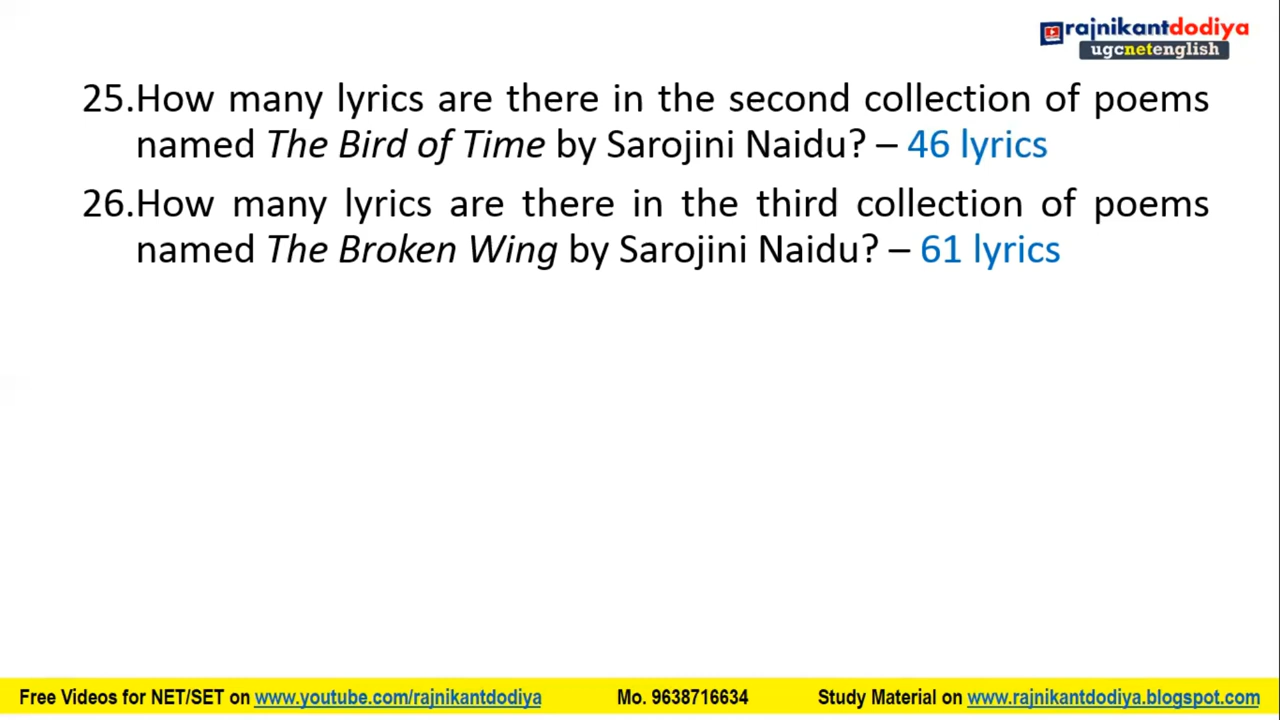 rajnikantdodiya
ugcnetenglish
25.How many lyrics are there in the second collection of poems
named The Bird of Time by Sarojini Naidu? – 46 lyrics
26.How many lyrics are there in the third collection of poems
named The Broken Wing by Sarojini Naidu? – 61 lyrics
Free Videos for NET/SET on www.youtube.com/rajnikantdodiya Mo. 9638716634 Study Material on www.rajnikantdodiya.blogspot.com